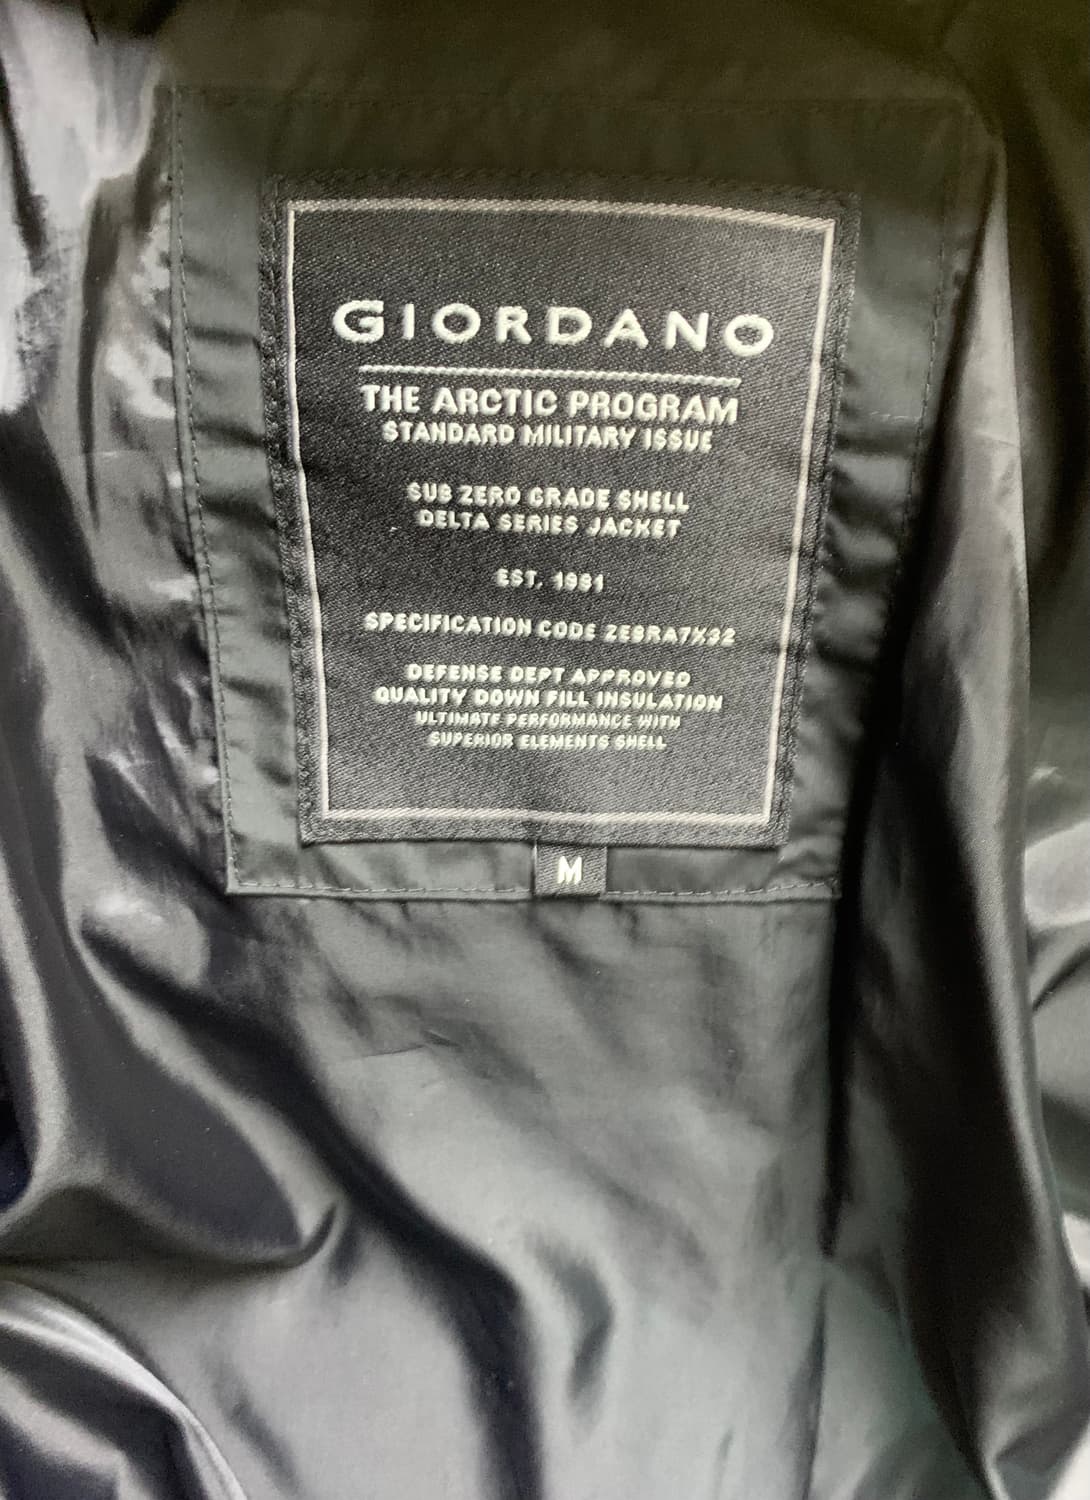 GIORDANO
THE ARCTIC PROGRAM
STANDARD MILITARY ISSUE
SUB ZERO GRADE SHELL
DELTA SERIES JACKET
EST. 1981
SPECIFICATION CODE
DEFENSE DEPT APPROVED
QUALITY DOWN FILL INSULATION
ULTIMATE PERFORMANCE WITH
SUPERIOR ELEMENTS SHELL
M